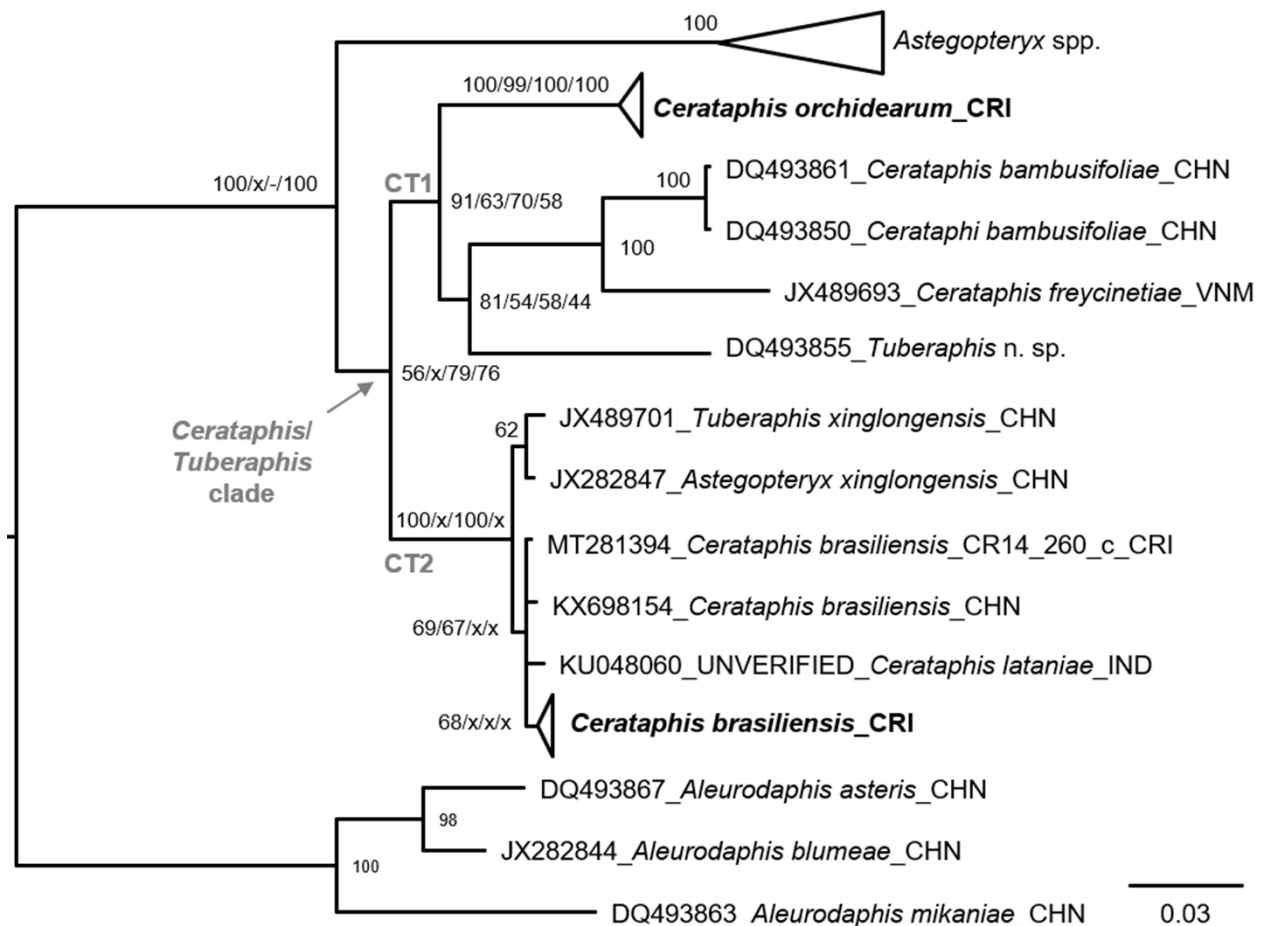 100
Astegopteryx spp.
100/99/100/100
Cerataphis orchidearum_CRI
100/x/-/100
CT1
91/63/70/58
100
DQ493861_Cerataphis bambusifoliae_CHN
DQ493850_Cerataphi bambusifoliae_CHN
100
JX489693_Cerataphis freycinetiae_VNM
81/54/58/44
DQ493855_Tuberaphis n. sp.
56/x/79/76
Cerataphis/
Tuberaphis
clade
62
JX489701_Tuberaphis xinglongensis_CHN
JX282847_Astegopteryx xinglongensis_CHN
100/x/100/x
CT2
MT281394_Cerataphis brasiliensis_CR14_260_c_CRI
KX698154_Cerataphis brasiliensis_CHN
69/67/x/x
KU048060_UNVERIFIED_Cerataphis lataniae_IND
68/x/x/x
Cerataphis brasiliensis_CRI
DQ493867_Aleurodaphis asteris_CHN
98
JX282844_Aleurodaphis blumeae_CHN
100
DQ493863 Aleurodaphis mikaniae CHN
0.03